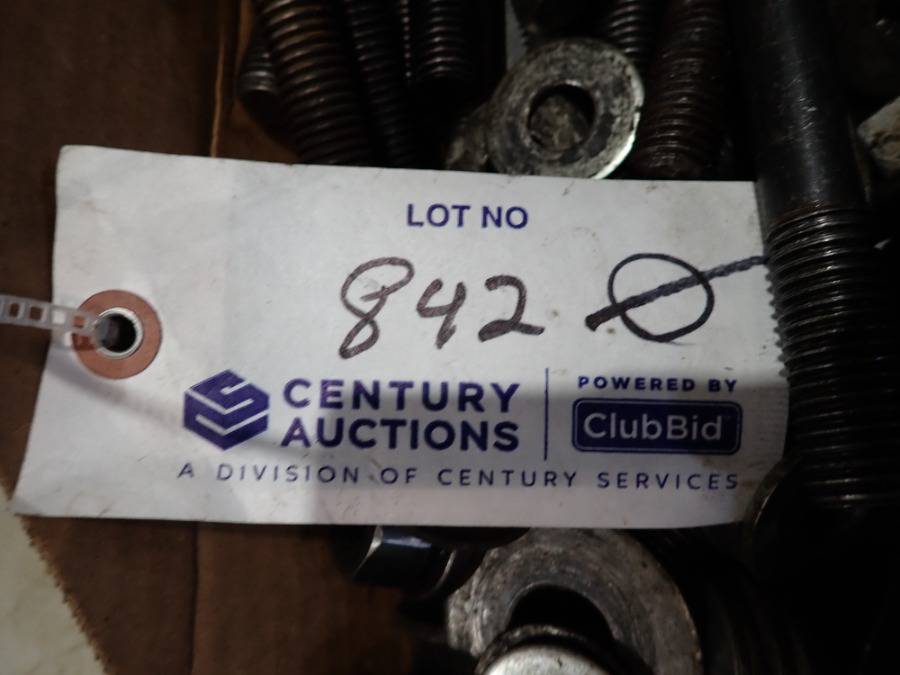 LOT NO
842 Ø
CENTURY
AUCTIONS
POWERED BY
ClubBid
A DIVISION OF CENTURY SERVICES